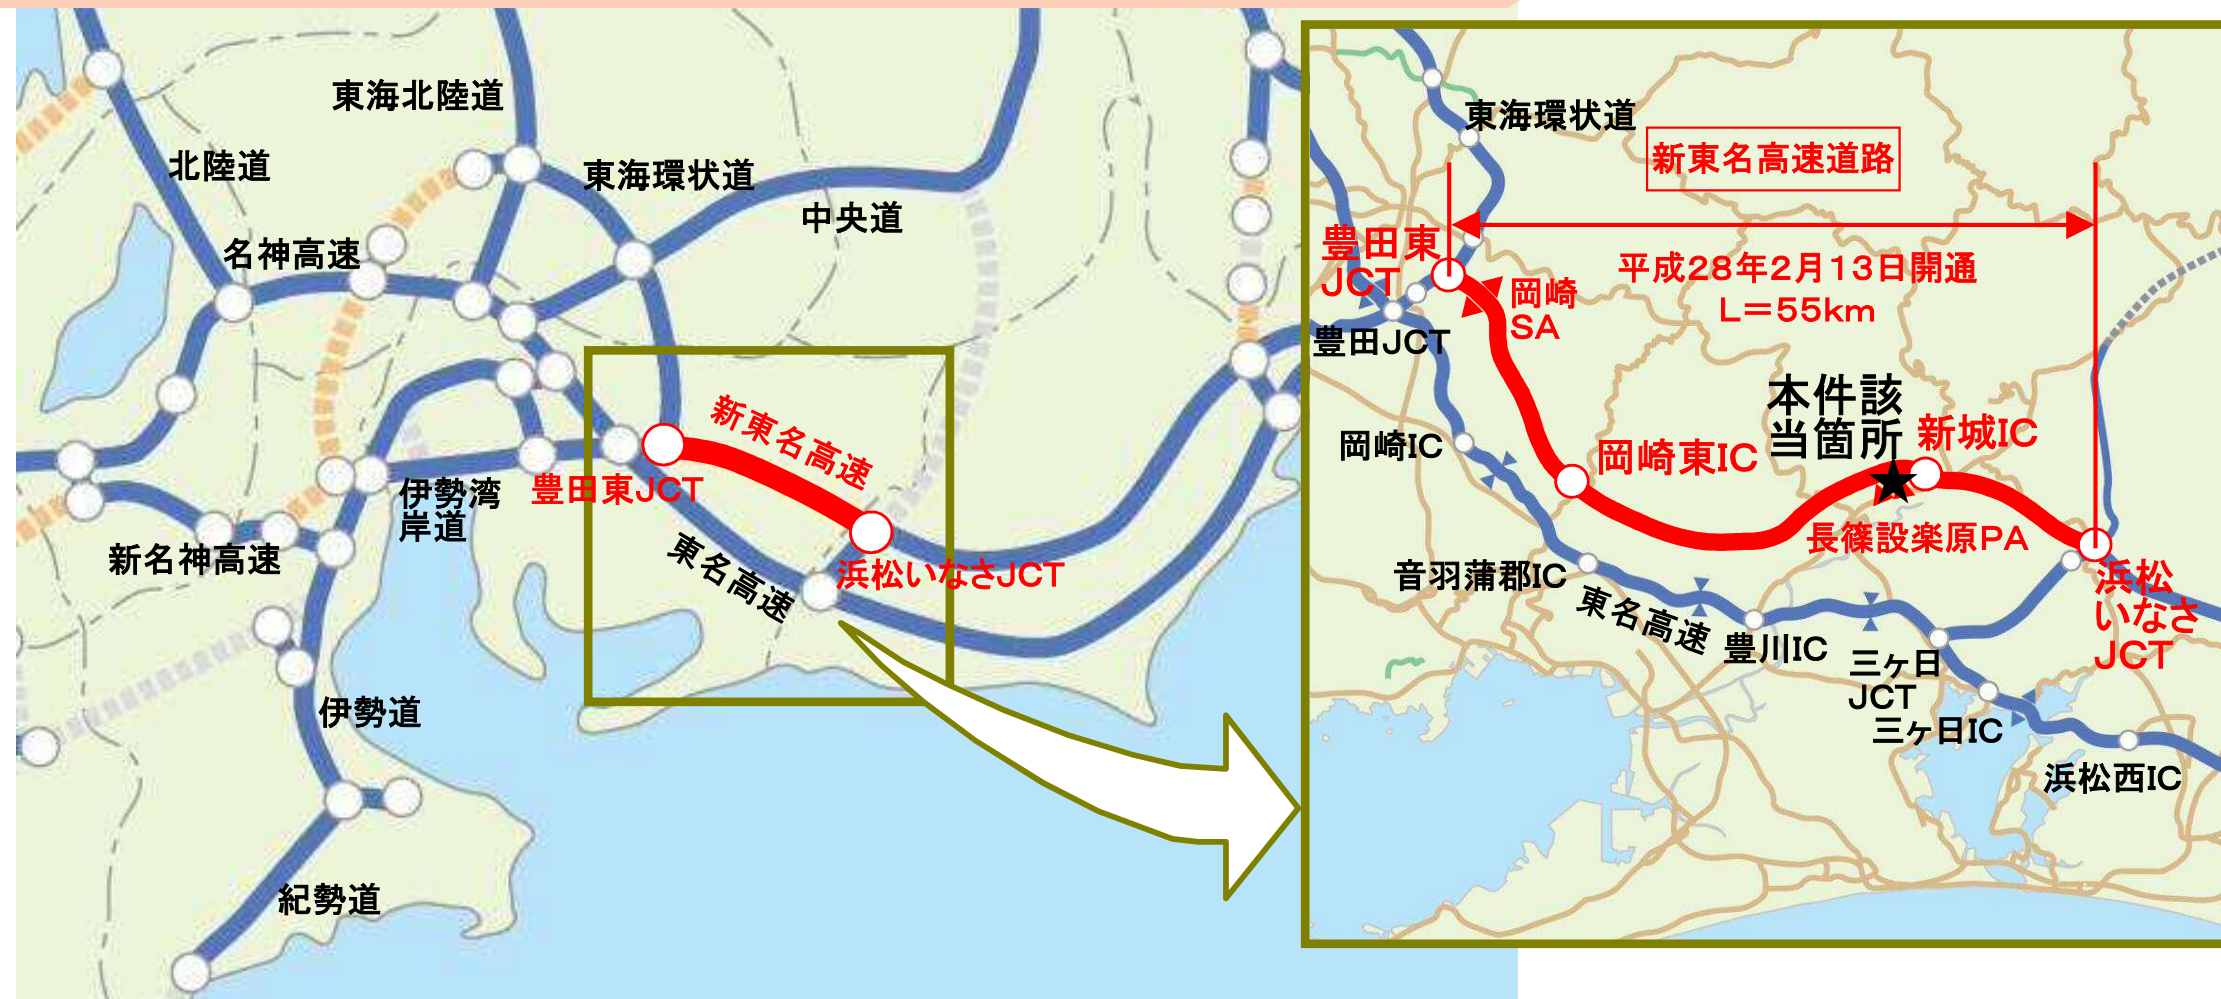 東海北陸道
北陸道
東海環状道
中央道
名神高速
新東名高速
豊田東JCT
伊勢湾
岸道
新名神高速
東名高速
浜松いなさJCT
伊勢道
紀勢道
東海環状道
新東名高速道路
豊田東
JCT
平成28年2月13日開通
L=55km
岡崎
SA
豊田JCT
本件該
当箇所
新城IC
岡崎IC
岡崎東IC
長篠設楽原PA
音羽蒲郡IC
東名高速
浜松
いなさ
JCT
豊川IC
三ヶ日
JCT
三ヶ日IC
浜松西IC